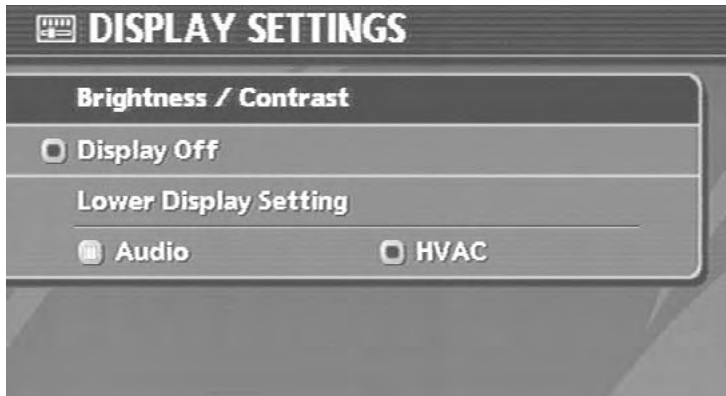 DISPLAY SETTINGS
Brightness / Contrast
Display Off
Lower Display Setting
Audio HVAC